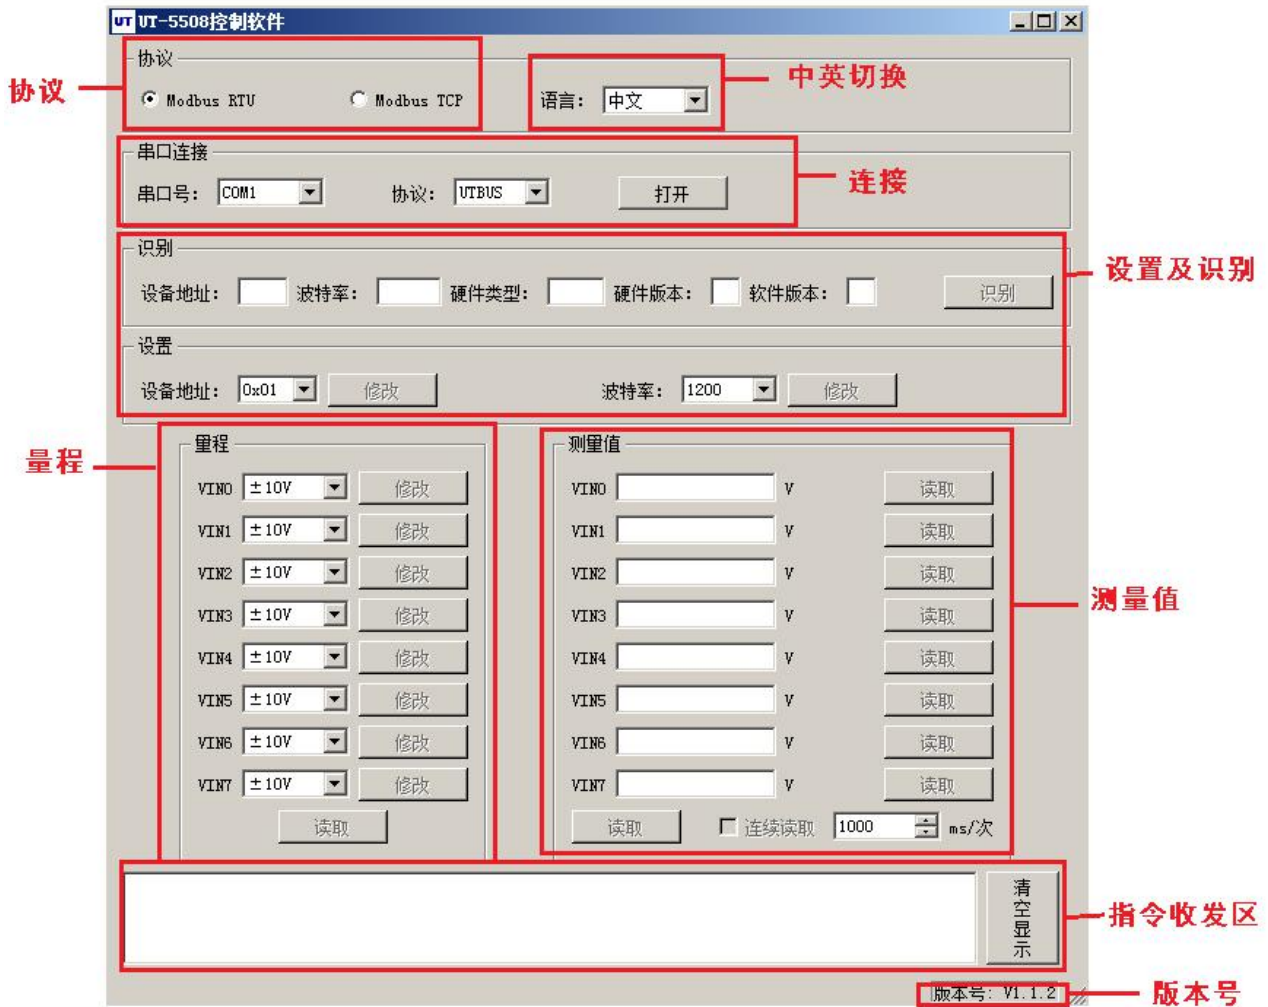 UT UT-5508控制软件
协议
协议
Modbus RTU Modbus TCP 语言： 中文
中英切换
串口连接
串口号： COM1 协议： UTBUS 打开
连接
识别
设备地址： 波特率： 硬件类型： 硬件版本： 软件版本： 识别
设置及识别
设置
设备地址： 0x01 修改 波特率： 1200 修改
量程
量程
VIN0 ±10V 修改
VIN1 ±10V 修改
VIN2 ±10V 修改
VIN3 ±10V 修改
VIN4 ±10V 修改
VIN5 ±10V 修改
VIN6 ±10V 修改
VIN7 ±10V 修改
读取
测量值
VIN0 V 读取
VIN1 V 读取
VIN2 V 读取
VIN3 V 读取
VIN4 V 读取
VIN5 V 读取
VIN6 V 读取
VIN7 V 读取
读取 连续读取 1000 ms/次
测量值
清空显示
指令收发区
版本号: V1.1.2
版本号